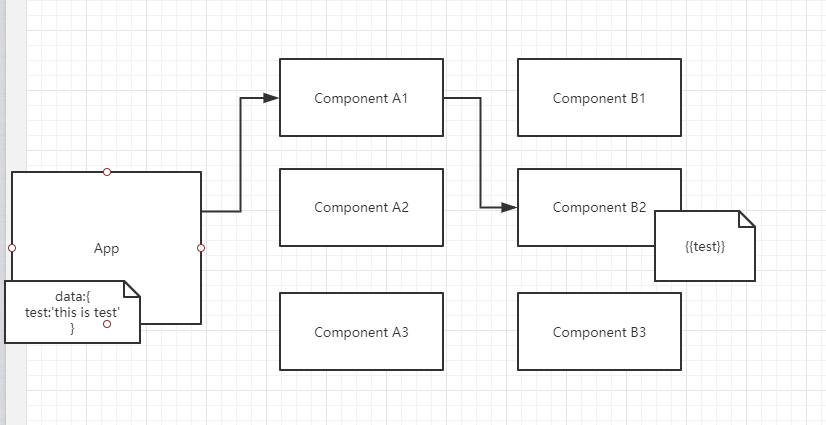 Component A1
Component B1
Component A2
Component B2
{{test}}
App
data:{
test:'this is test'
}
Component A3
Component B3